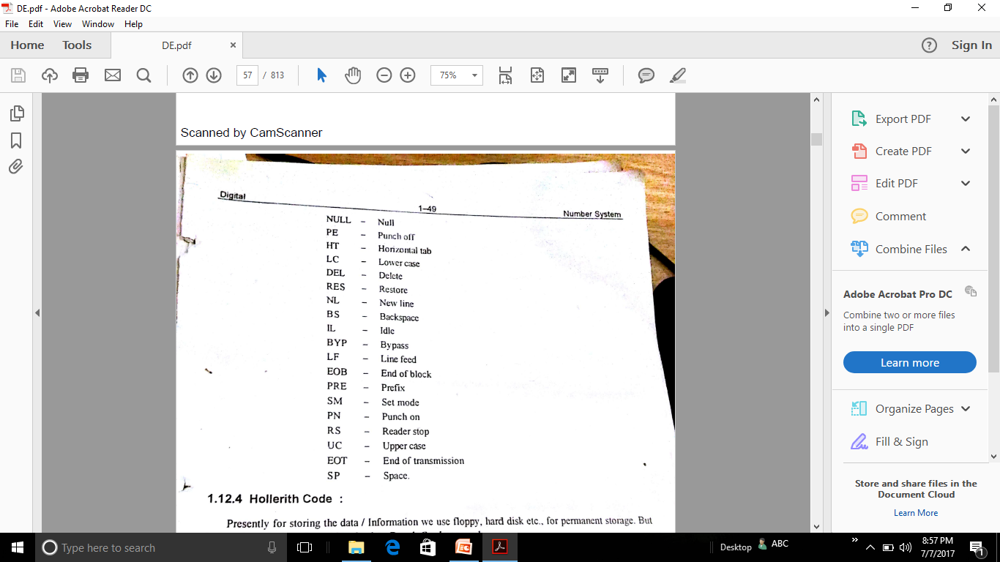 DE.pdf - Adobe Acrobat Reader DC
File Edit View Window Help
Home Tools DE.pdf × ? Sign In
57 / 813 75%
Scanned by CamScanner
Digital 1–49 Number System
NULL – Null
PE – Punch off
HT – Horizontal tab
LC – Lower case
DEL – Delete
RES – Restore
NL – New line
BS – Backspace
IL – Idle
BYP – Bypass
LF – Line feed
EOB – End of block
PRE – Prefix
SM – Set mode
PN – Punch on
RS – Reader stop
UC – Upper case
EOT – End of transmission
SP – Space.
1.12.4 Hollerith Code :
Presently for storing the data / Information we use floppy, hard disk etc., for permanent storage. But
Export PDF
Create PDF
Edit PDF
Comment
Combine Files
Adobe Acrobat Pro DC
Combine two or more files
into a single PDF
Learn more
Organize Pages
Fill & Sign
Store and share files in the
Document Cloud
Learn More
Type here to search
Desktop
ABC
8:57 PM
7/7/2017
1